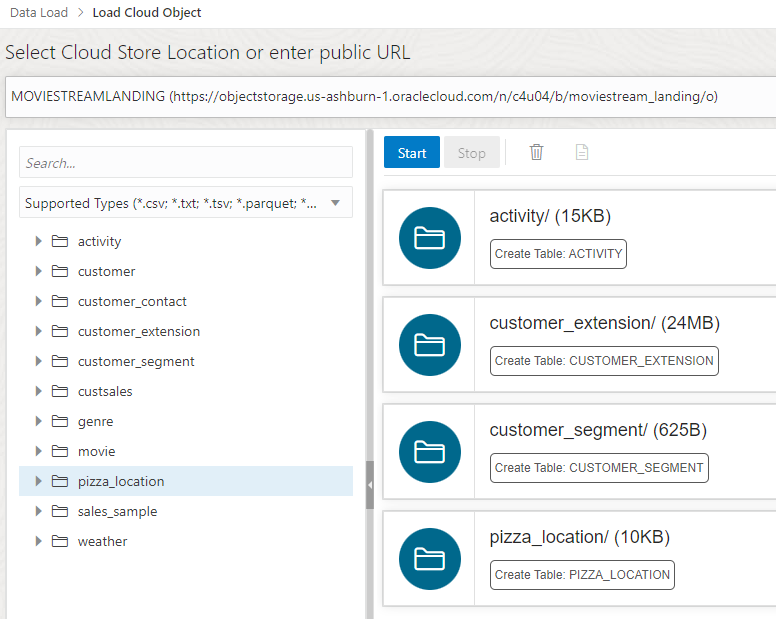 Data Load > Load Cloud Object
Select Cloud Store Location or enter public URL
MOVIESTREAMLANDING (https://objectstorage.us-ashburn-1.oraclecloud.com/n/c4u04/b/moviestream_landing/o)
Search...
Supported Types (*.csv; *.txt; *.tsv; *.parquet; *...
activity
customer
customer_contact
customer_extension
customer_segment
custsales
genre
movie
pizza_location
sales_sample
weather
Start Stop
activity/ (15KB)
Create Table: ACTIVITY
customer_extension/ (24MB)
Create Table: CUSTOMER_EXTENSION
customer_segment/ (625B)
Create Table: CUSTOMER_SEGMENT
pizza_location/ (10KB)
Create Table: PIZZA_LOCATION